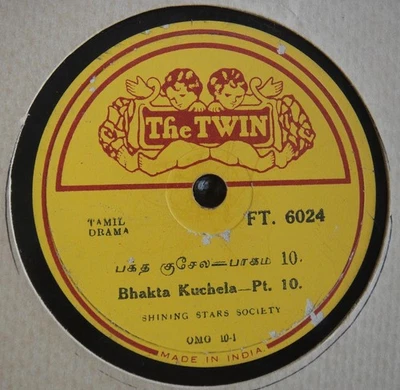 The TWIN
TAMIL
DRAMA
FT. 6024
பக்த குசேல—பாகம் 10.
Bhakta Kuchela—Pt. 10.
SHINING STARS SOCIETY
OMG 10-1
MADE IN INDIA.